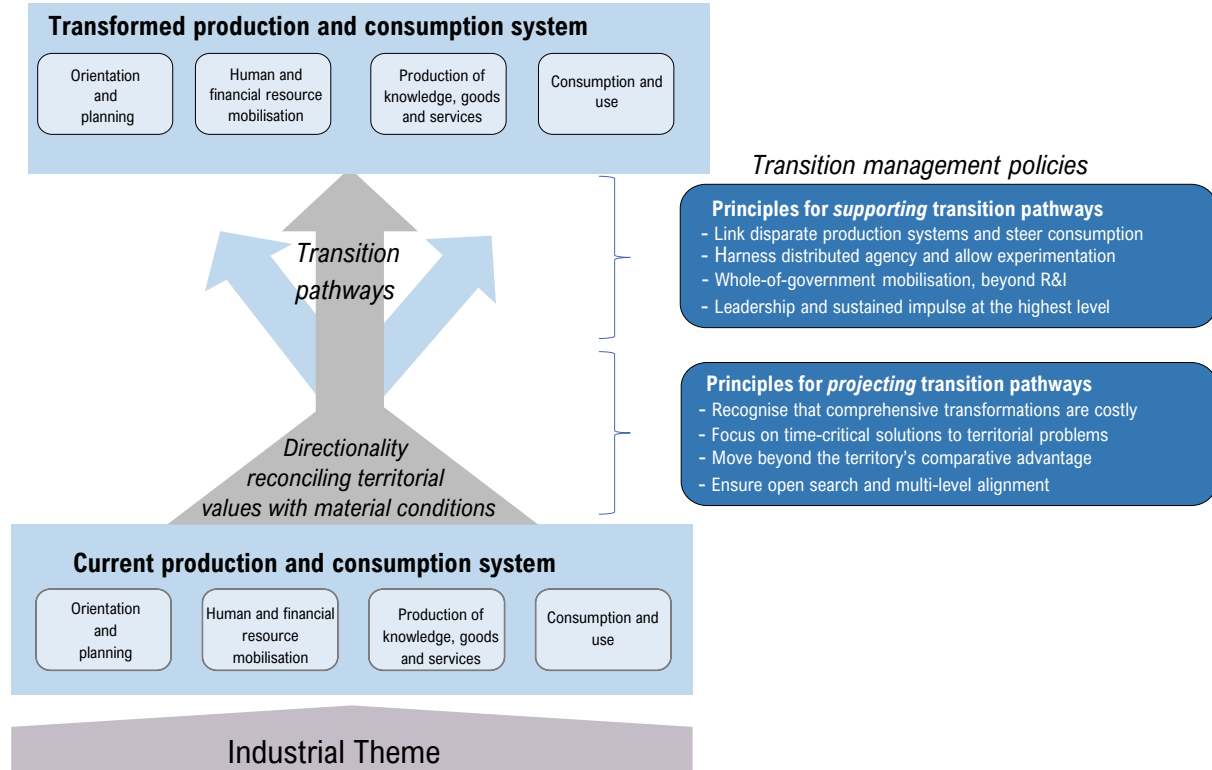 Transformed production and consumption system
Orientation
and
planning
Human and
financial resource
mobilisation
Production of
knowledge, goods
and services
Consumption and
use
Transition management policies
Principles for supporting transition pathways
- Link disparate production systems and steer consumption
- Harness distributed agency and allow experimentation
- Whole-of-government mobilisation, beyond R&I
- Leadership and sustained impulse at the highest level
Transition
pathways
Principles for projecting transition pathways
- Recognise that comprehensive transformations are costly
- Focus on time-critical solutions to territorial problems
- Move beyond the territory's comparative advantage
- Ensure open search and multi-level alignment
Directionality
reconciling territorial
values with material conditions
Current production and consumption system
Orientation
and
planning
Human and financial
resource
mobilisation
Production of
knowledge, goods
and services
Consumption and
use
Industrial Theme